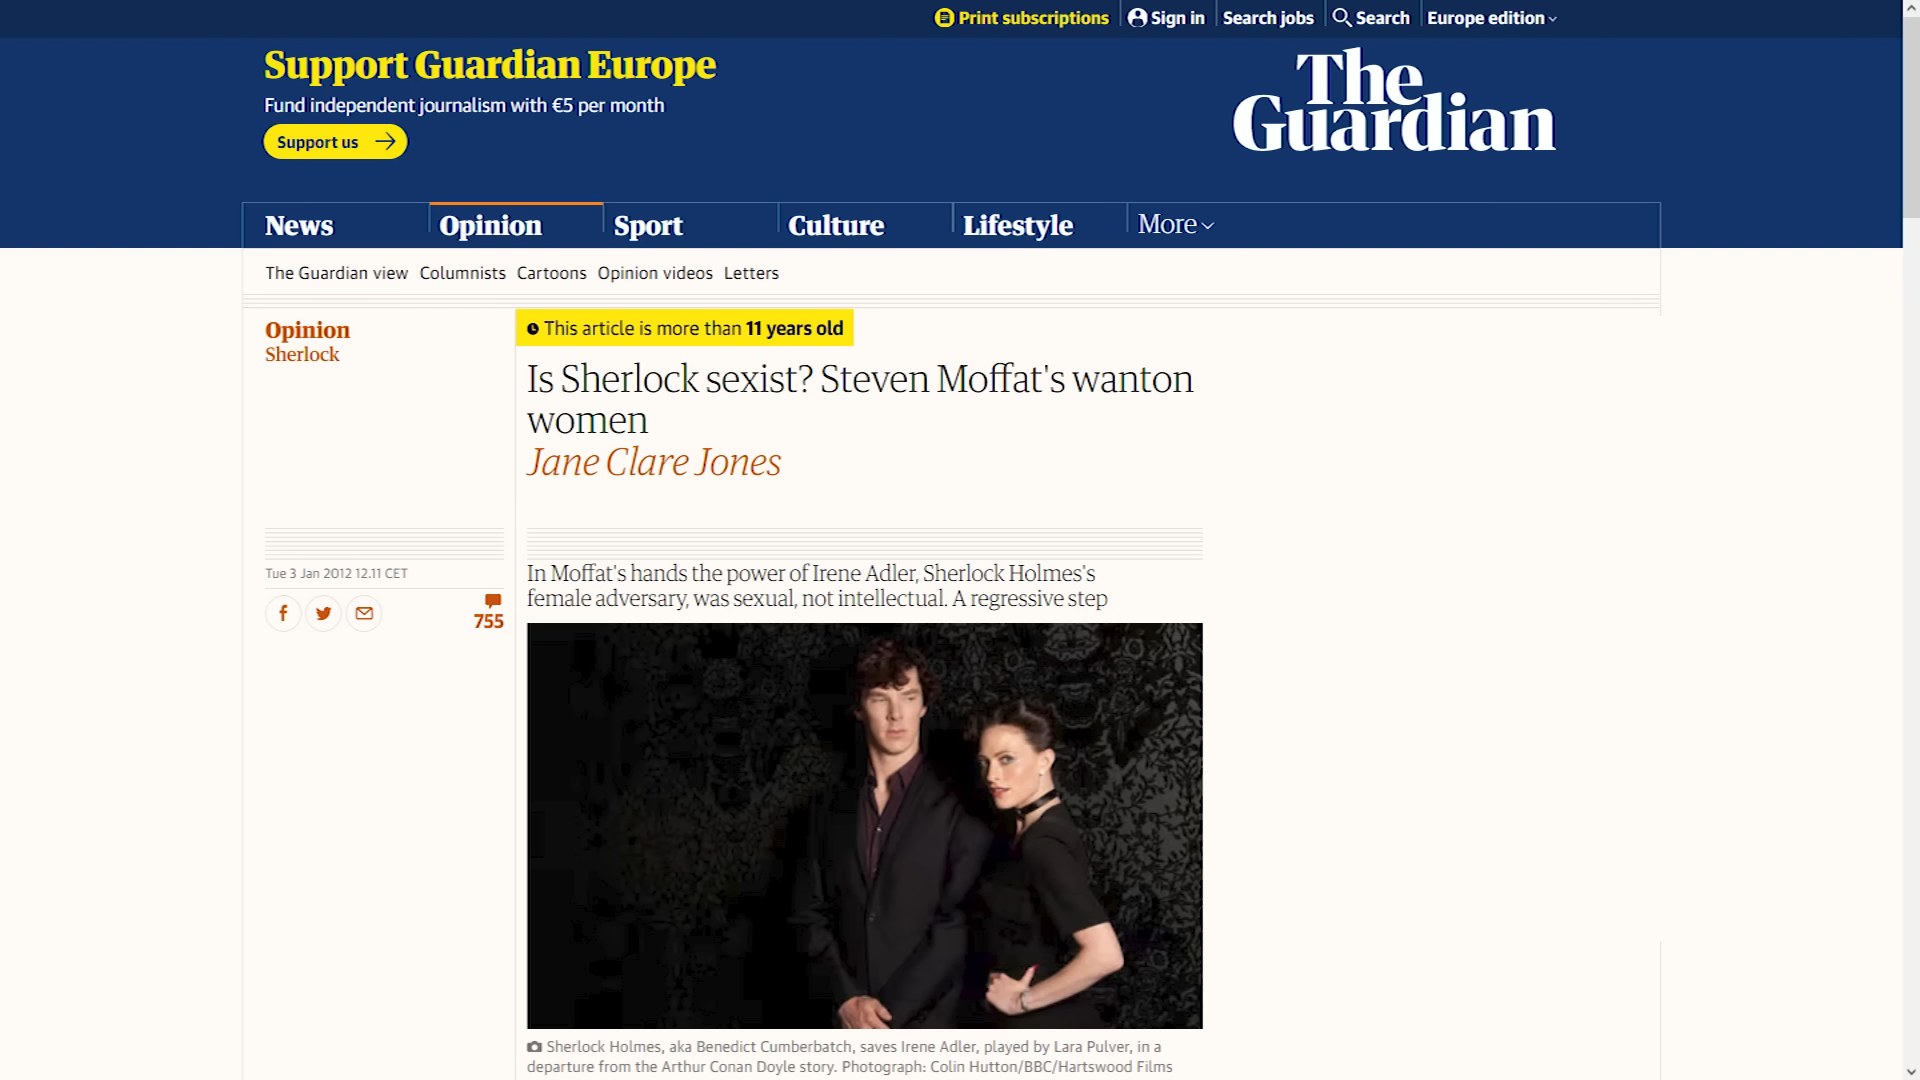 Print subscriptions
Sign in
Search jobs
Search
Europe edition
Support Guardian Europe
Fund independent journalism with €5 per month
Support us
The
Guardian
News
Opinion
Sport
Culture
Lifestyle
More
The Guardian view
Columnists
Cartoons
Opinion videos
Letters
Opinion
Sherlock
This article is more than 11 years old
Is Sherlock sexist? Steven Moffat's wanton
women
Jane Clare Jones
Tue 3 Jan 2012 12.11 CET
755
In Moffat's hands the power of Irene Adler, Sherlock Holmes's
female adversary, was sexual, not intellectual. A regressive step
Sherlock Holmes, aka Benedict Cumberbatch, saves Irene Adler, played by Lara Pulver, in a
departure from the Arthur Conan Doyle story. Photograph: Colin Hutton/BBC/Hartswood Films